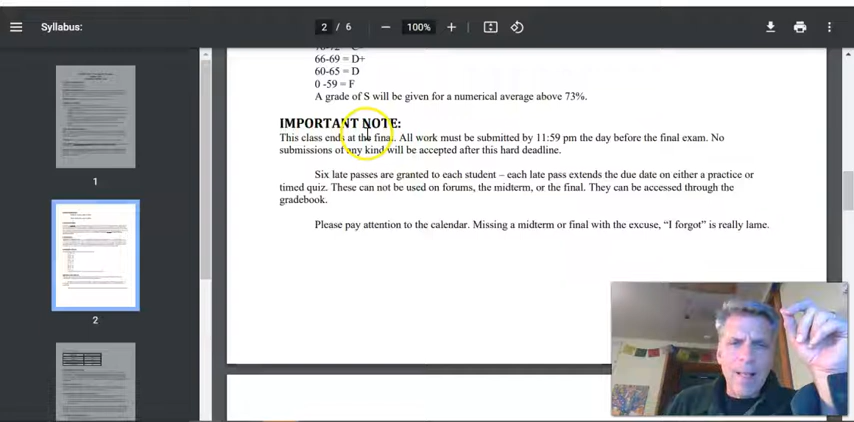 Syllabus:
2 / 6
100%
66-69 = D+
60-65 = D
0 -59 = F
A grade of S will be given for a numerical average above 73%.
IMPORTANT NOTE:
This class ends at the final. All work must be submitted by 11:59 pm the day before the final exam. No
submissions of any kind will be accepted after this hard deadline.
Six late passes are granted to each student – each late pass extends the due date on either a practice or
timed quiz. These can not be used on forums, the midterm, or the final. They can be accessed through the
gradebook.
Please pay attention to the calendar. Missing a midterm or final with the excuse, “I forgot” is really lame.
1
2